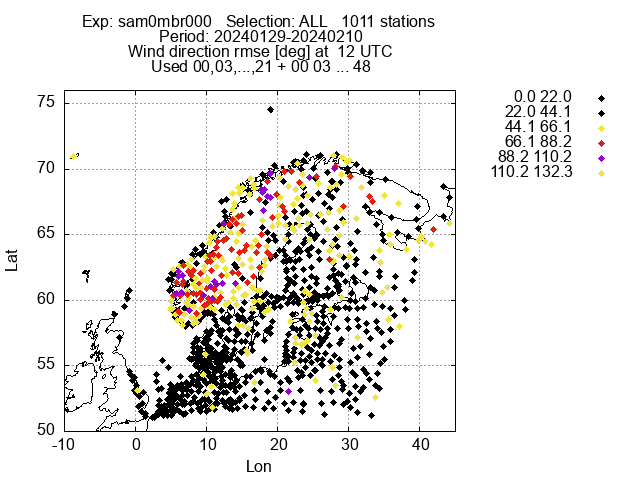 Exp: sam0mbr000   Selection: ALL   1011 stations
Period: 20240129-20240210
Wind direction rmse [deg] at  12 UTC
Used 00,03,...,21 + 00 03 ... 48
0.0 22.0
22.0 44.1
44.1 66.1
66.1 88.2
88.2 110.2
110.2 132.3
75
70
65
60
55
50
Lat
-10 0 10 20 30 40
Lon